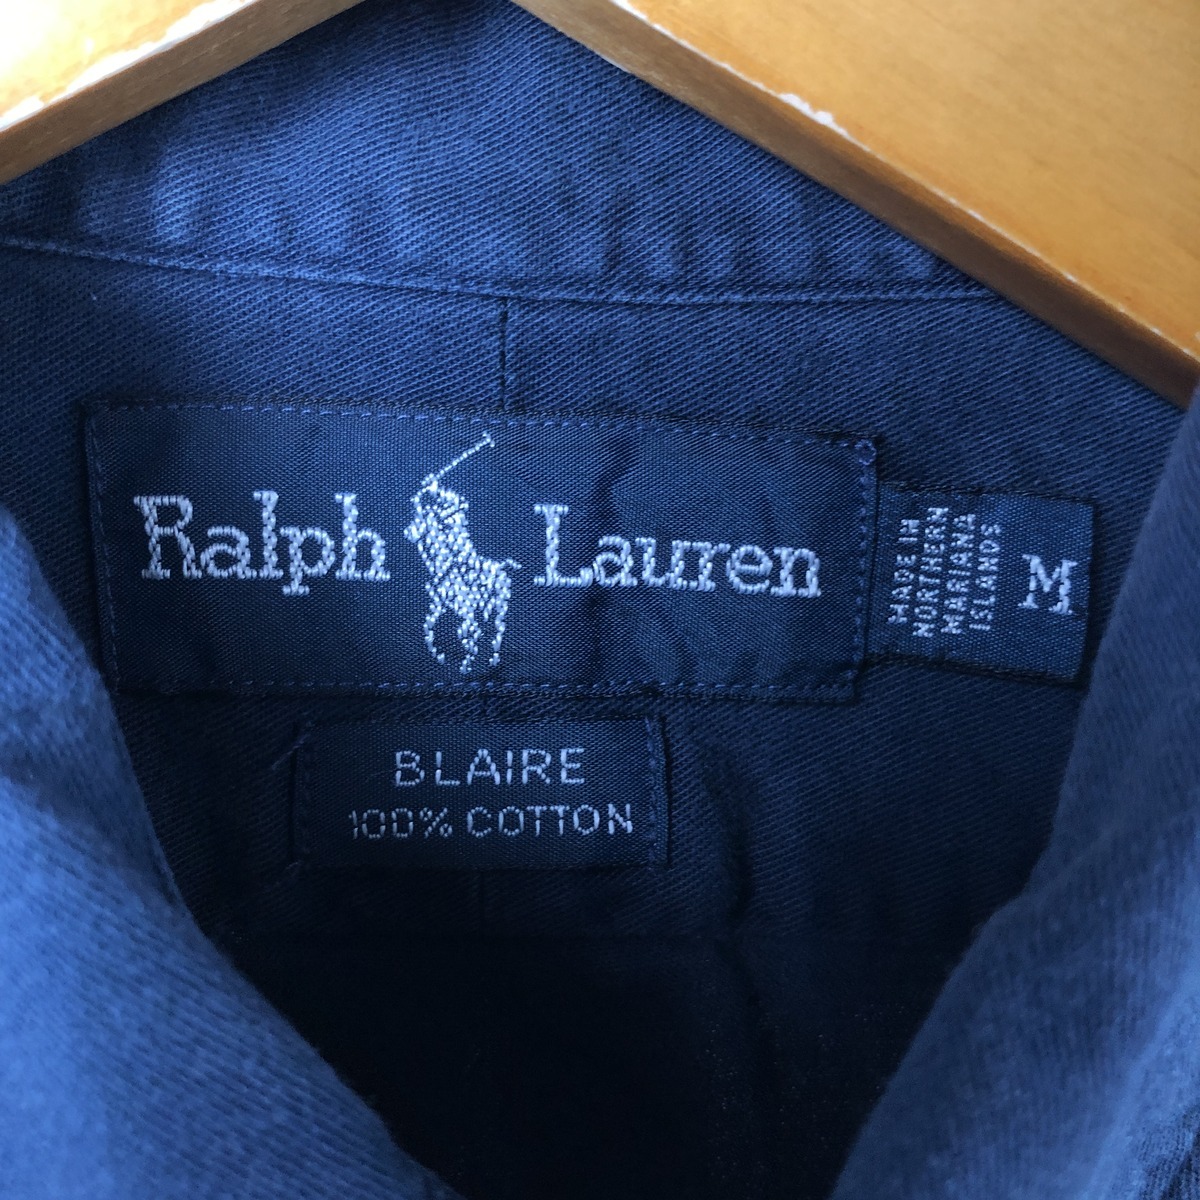 Ralph Lauren
MADE IN
NORTHERN
MARIANA
ISLANDS
M
BLAIRE
100% COTTON